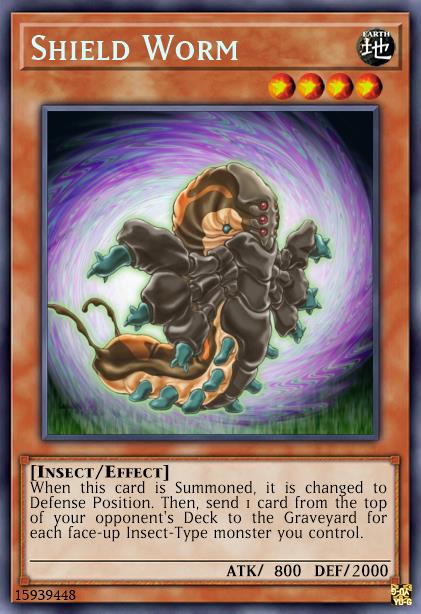 Shield Worm
EARTH
地
[Insect/Effect]
When this card is Summoned, it is changed to
Defense Position. Then, send 1 card from the top
of your opponent's Deck to the Graveyard for
each face-up Insect-Type monster you control.
ATK/ 800 DEF/2000
15939448